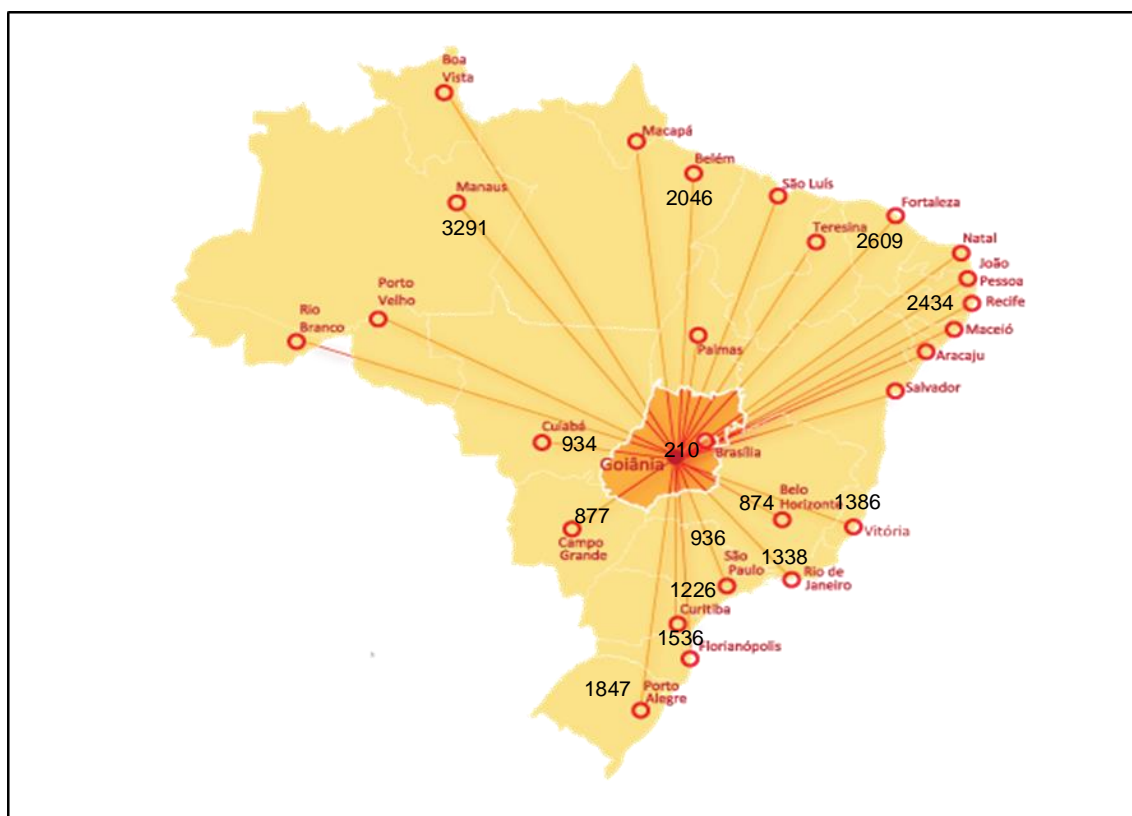 Boa
Vista
Macapá
Belém
2046
São Luís
Manaus
3291
Fortaleza
2609
Teresina
Natal
João
Pessoa
2434
Recife
Porto
Velho
Rio
Branco
Maceió
Palmas
Aracaju
Salvador
Cuiabá
934
210
Brasília
Goiânia
Belo
Horizonte
874
1386
Vitória
877
Campo
Grande
936
São
Paulo
1338
Rio de
Janeiro
1226
Curitiba
1536
Florianópolis
1847
Porto
Alegre